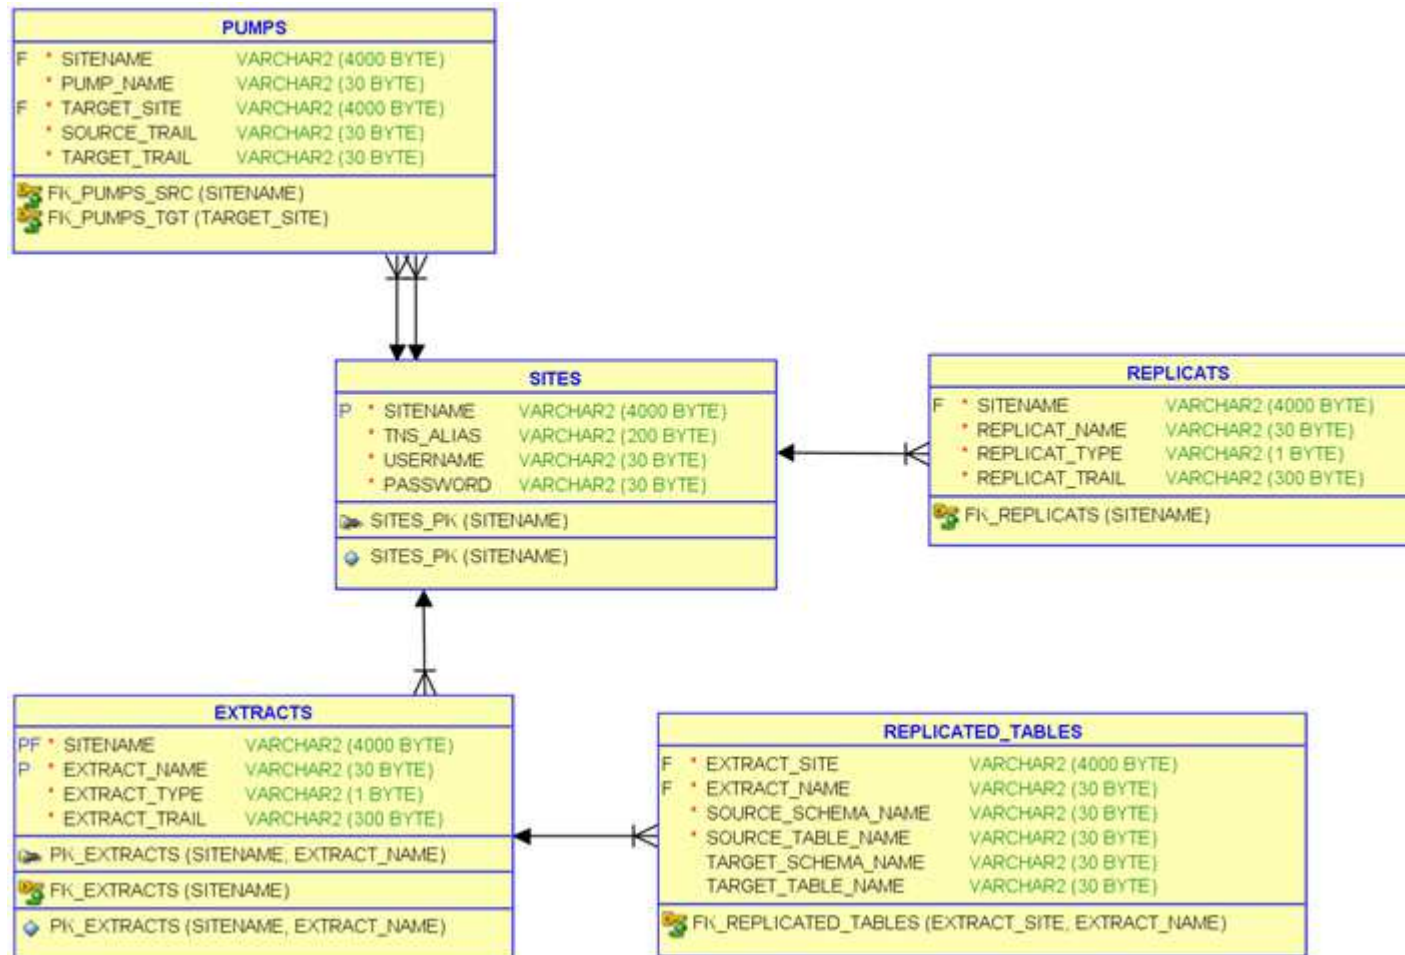 PUMPS
F * SITENAME VARCHAR2 (4000 BYTE)
* PUMP_NAME VARCHAR2 (30 BYTE)
F * TARGET_SITE VARCHAR2 (4000 BYTE)
* SOURCE_TRAIL VARCHAR2 (30 BYTE)
* TARGET_TRAIL VARCHAR2 (30 BYTE)
FK_PUMPS_SRC (SITENAME)
FK_PUMPS_TGT (TARGET_SITE)
SITES
P * SITENAME VARCHAR2 (4000 BYTE)
* TNS_ALIAS VARCHAR2 (200 BYTE)
* USERNAME VARCHAR2 (30 BYTE)
* PASSWORD VARCHAR2 (30 BYTE)
SITES_PK (SITENAME)
SITES_PK (SITENAME)
REPLICATS
F * SITENAME VARCHAR2 (4000 BYTE)
* REPLICAT_NAME VARCHAR2 (30 BYTE)
* REPLICAT_TYPE VARCHAR2 (1 BYTE)
* REPLICAT_TRAIL VARCHAR2 (300 BYTE)
FK_REPLICATS (SITENAME)
EXTRACTS
PF * SITENAME VARCHAR2 (4000 BYTE)
P * EXTRACT_NAME VARCHAR2 (30 BYTE)
* EXTRACT_TYPE VARCHAR2 (1 BYTE)
* EXTRACT_TRAIL VARCHAR2 (300 BYTE)
PK_EXTRACTS (SITENAME, EXTRACT_NAME)
FK_EXTRACTS (SITENAME)
PK_EXTRACTS (SITENAME, EXTRACT_NAME)
REPLICATED_TABLES
F * EXTRACT_SITE VARCHAR2 (4000 BYTE)
F * EXTRACT_NAME VARCHAR2 (30 BYTE)
* SOURCE_SCHEMA_NAME VARCHAR2 (30 BYTE)
* SOURCE_TABLE_NAME VARCHAR2 (30 BYTE)
TARGET_SCHEMA_NAME VARCHAR2 (30 BYTE)
TARGET_TABLE_NAME VARCHAR2 (30 BYTE)
FK_REPLICATED_TABLES (EXTRACT_SITE, EXTRACT_NAME)